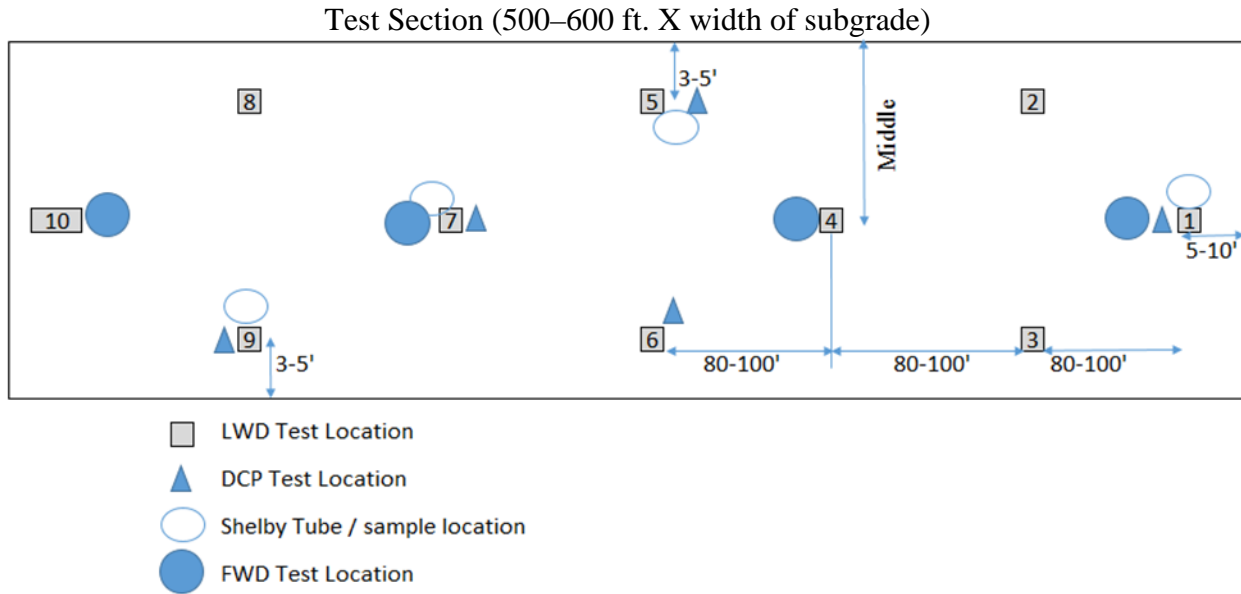 Test Section (500–600 ft. X width of subgrade)
3-5'
8
5
2
Middle
10
7
4
1
5-10'
9
6
3
3-5'
80-100'
80-100'
80-100'
LWD Test Location
DCP Test Location
Shelby Tube / sample location
FWD Test Location